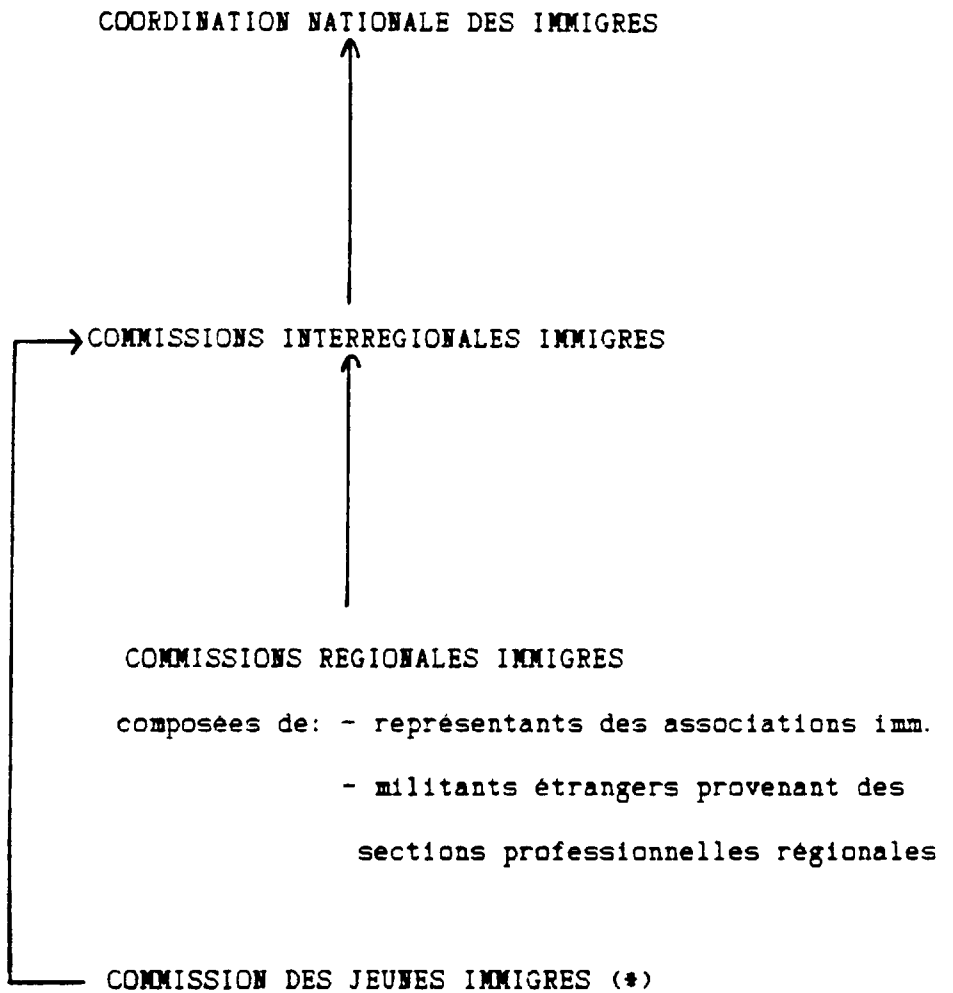 COORDINATION NATIONALE DES IMMIGRES
COMMISSIONS INTERREGIONALES IMMIGRES
COMMISSIONS REGIONALES IMMIGRES
composées de: - représentants des associations imm.
- militants étrangers provenant des
sections professionnelles régionales
COMMISSION DES JEUNES IMMIGRES (*)